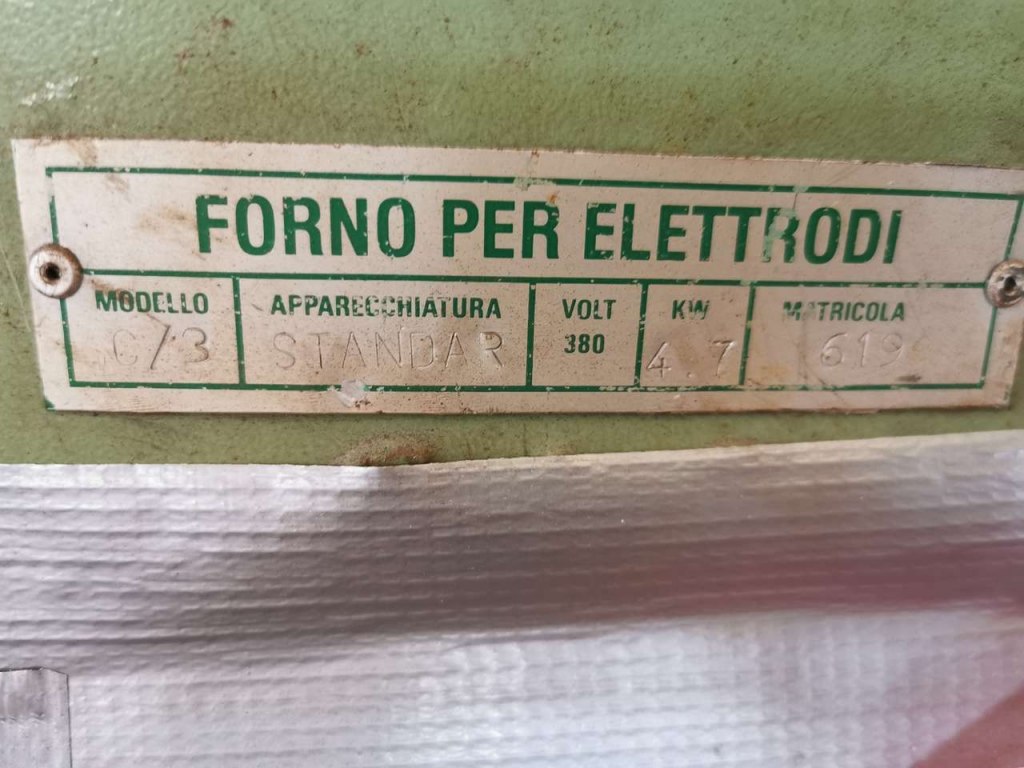 FORNO PER ELETTRODI
MODELLO APPARECCHIATURA VOLT KW MATRICOLA
C/3 STANDAR 380 4.7 619